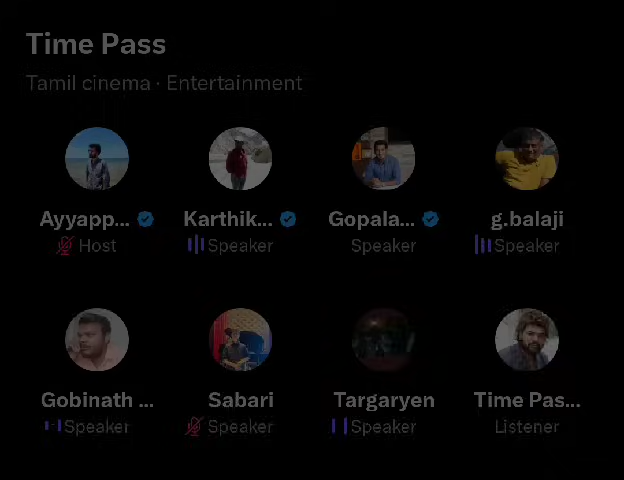 Time Pass
Tamil cinema · Entertainment
Ayyapp... Karthik... Gopala... g.balaji
Host Speaker Speaker Speaker
Gobinath ... Sabari Targaryen Time Pas...
Speaker Speaker Speaker Listener